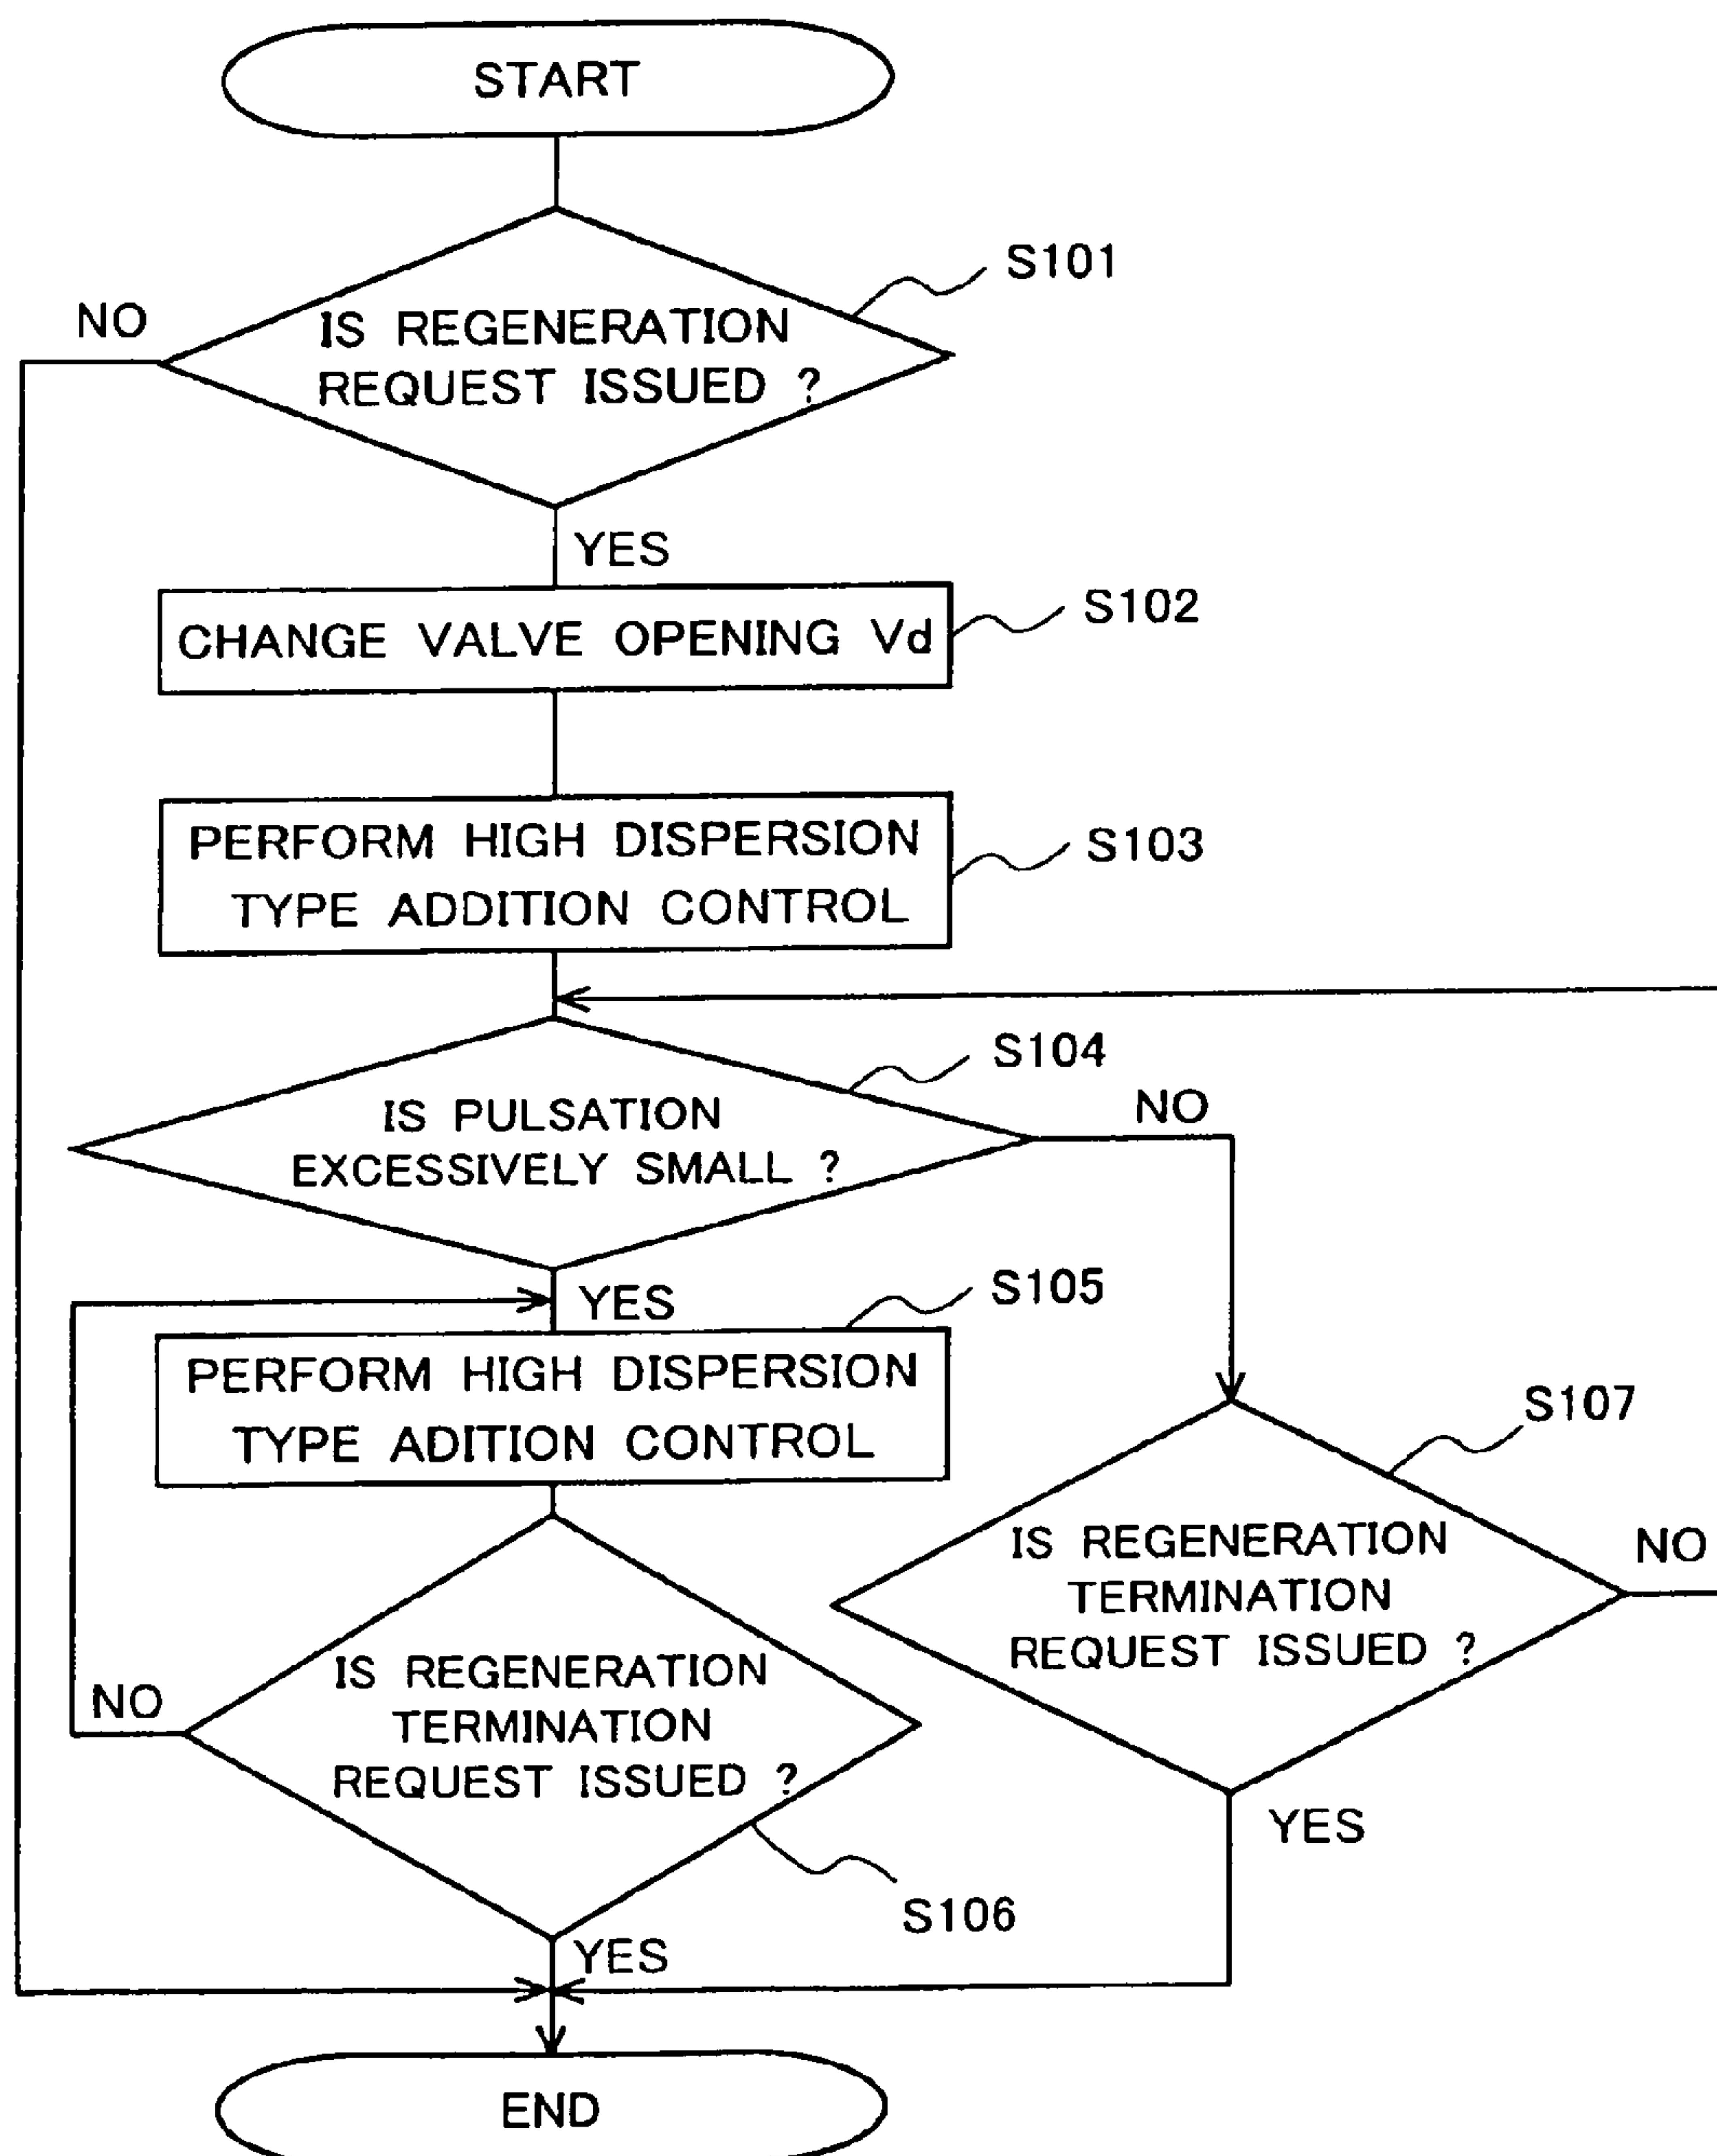 START
S101
NO
IS REGENERATION
REQUEST ISSUED ?
YES
S102
CHANGE VALVE OPENING Vd
PERFORM HIGH DISPERSION
TYPE ADDITION CONTROL
S103
S104
IS PULSATION
EXCESSIVELY SMALL ?
NO
YES
S105
PERFORM HIGH DISPERSION
TYPE ADITION CONTROL
S107
IS REGENERATION
TERMINATION
REQUEST ISSUED ?
NO
IS REGENERATION
TERMINATION
REQUEST ISSUED ?
NO
YES
S106
YES
END